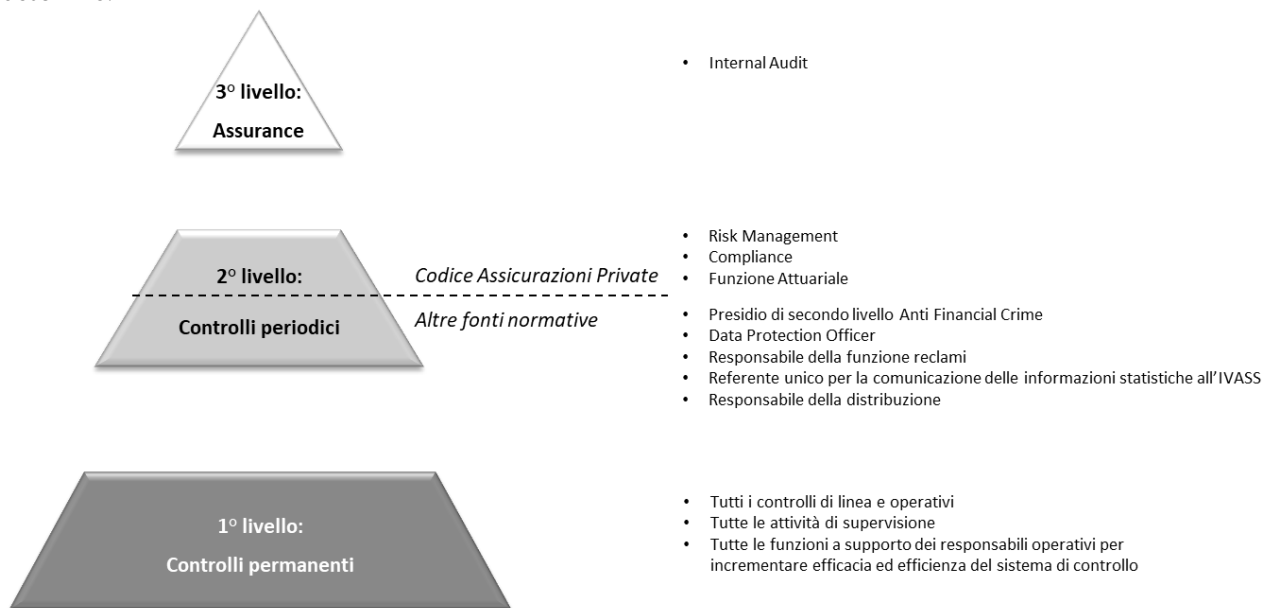 3° livello:
Assurance
• Internal Audit
2° livello:
Controlli periodici
Codice Assicurazioni Private
Altre fonti normative
• Risk Management
• Compliance
• Funzione Attuariale
• Presidio di secondo livello Anti Financial Crime
• Data Protection Officer
• Responsabile della funzione reclami
• Referente unico per la comunicazione delle informazioni statistiche all'IVASS
• Responsabile della distribuzione
1° livello:
Controlli permanenti
• Tutti i controlli di linea e operativi
• Tutte le attività di supervisione
• Tutte le funzioni a supporto dei responsabili operativi per
incrementare efficacia ed efficienza del sistema di controllo